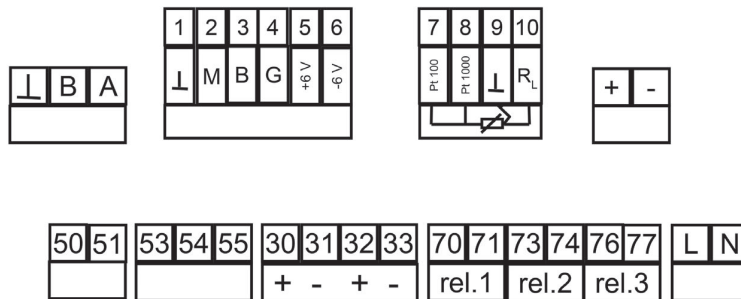 1 2 3 4 5 6
7 8 9 10
⊥ B A
⊥ M B G +6 V -6 V
Pt 100 Pt 1000 ⊥ RL
+ -
50 51 53 54 55 30 31 32 33 70 71 73 74 76 77 L N
+ - + - rel.1 rel.2 rel.3